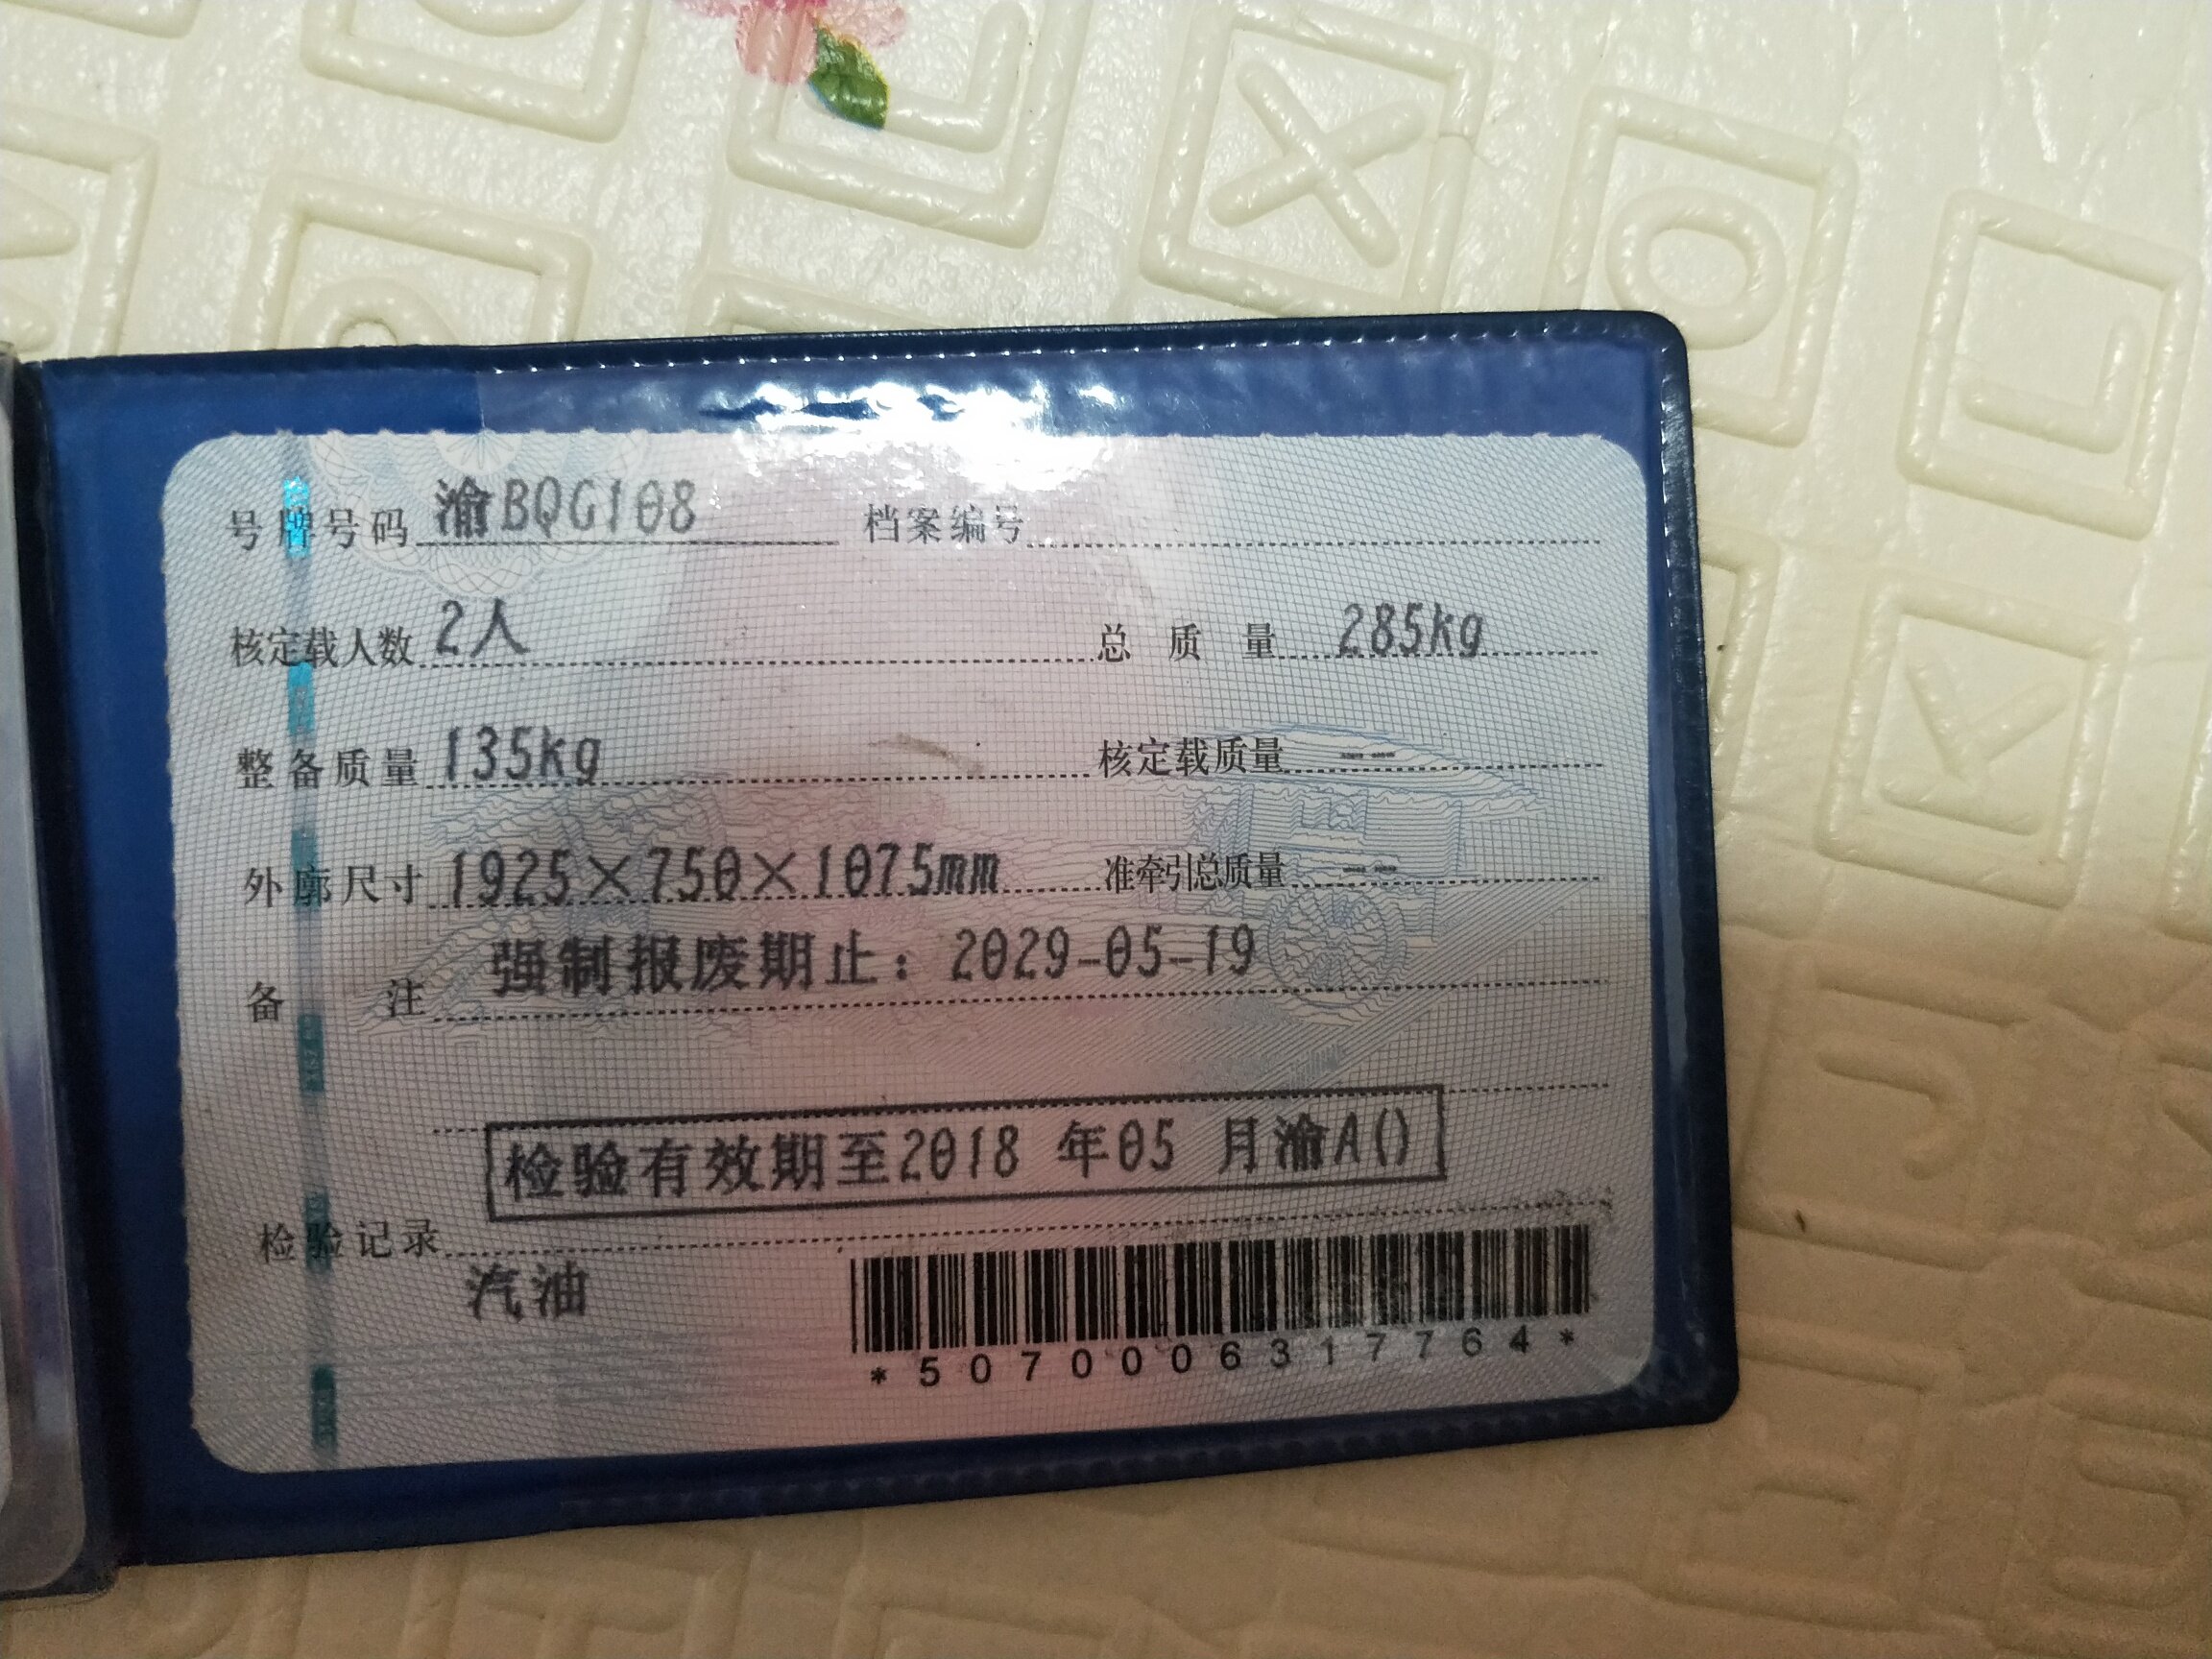 号牌号码 渝BQG108 档案编号
核定载人数 2人 总质量 285kg
整备质量 135kg 核定载质量 -- --
外廓尺寸 1925×750×1075mm 准牵引总质量 -- --
备注 强制报废期止：2029-05-19
检验有效期至2018 年05 月渝A()
检验记录
汽油
*5070006317764*